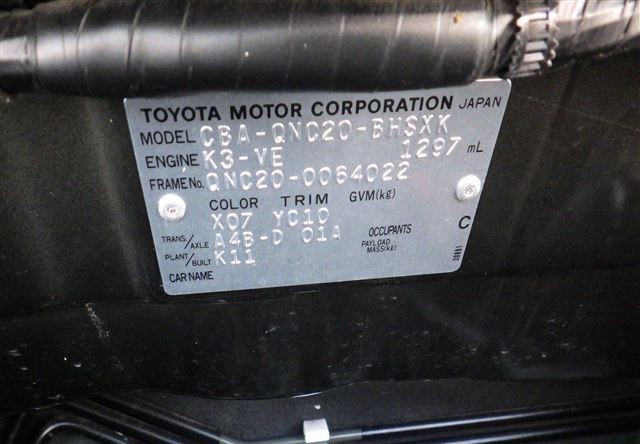 TOYOTA MOTOR CORPORATION JAPAN
MODEL CBA-QNC20-BHSXK
ENGINE K3-VE 1297 mL
FRAME No. QNC20-0064022
COLOR TRIM GVM(kg)
X07 YC10
TRANS/AXLE A4B-D 01A OCCUPANTS C
PLANT/BUILT K11 PAYLOAD MASS(kg)
CAR NAME